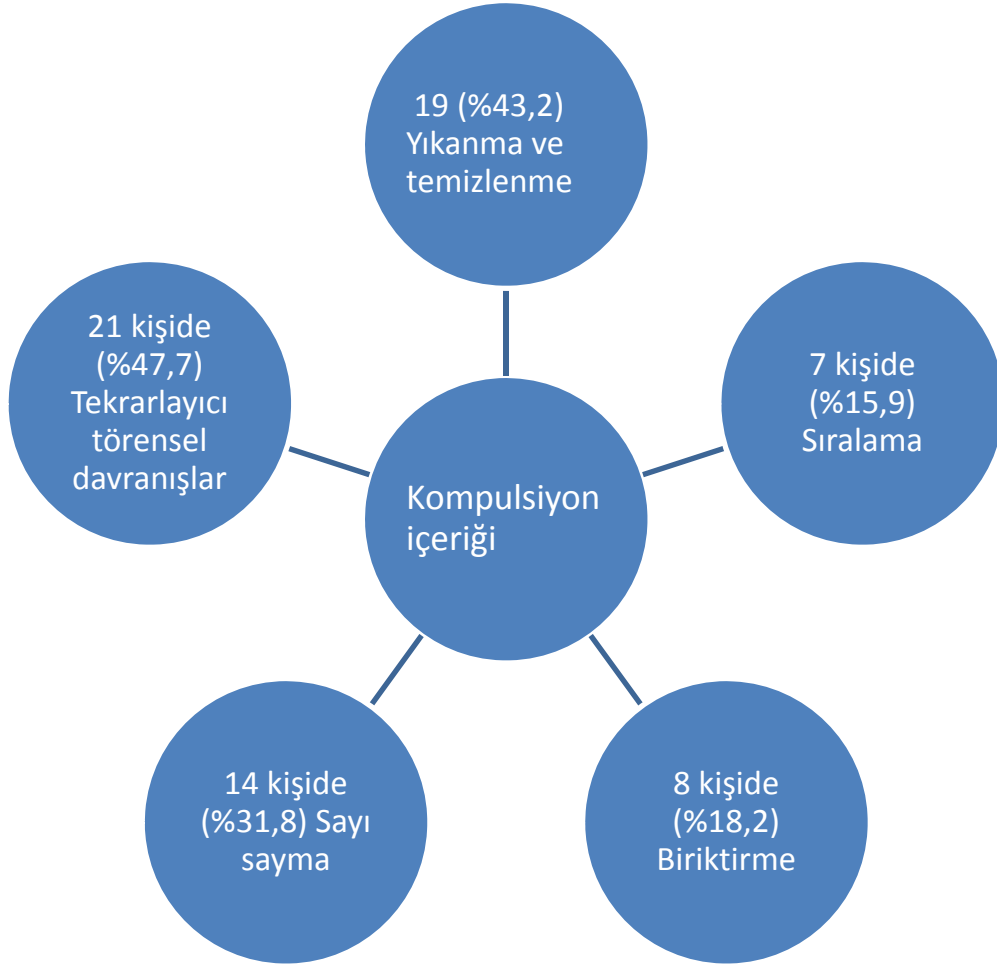 19 (%43,2)
Yıkanma ve
temizlenme
21 kişide
(%47,7)
Tekrarlayıcı
törensel
davranışlar
7 kişide
(%15,9)
Sıralama
Kompulsiyon
içeriği
14 kişide
(%31,8) Sayı
sayma
8 kişide
(%18,2)
Biriktirme